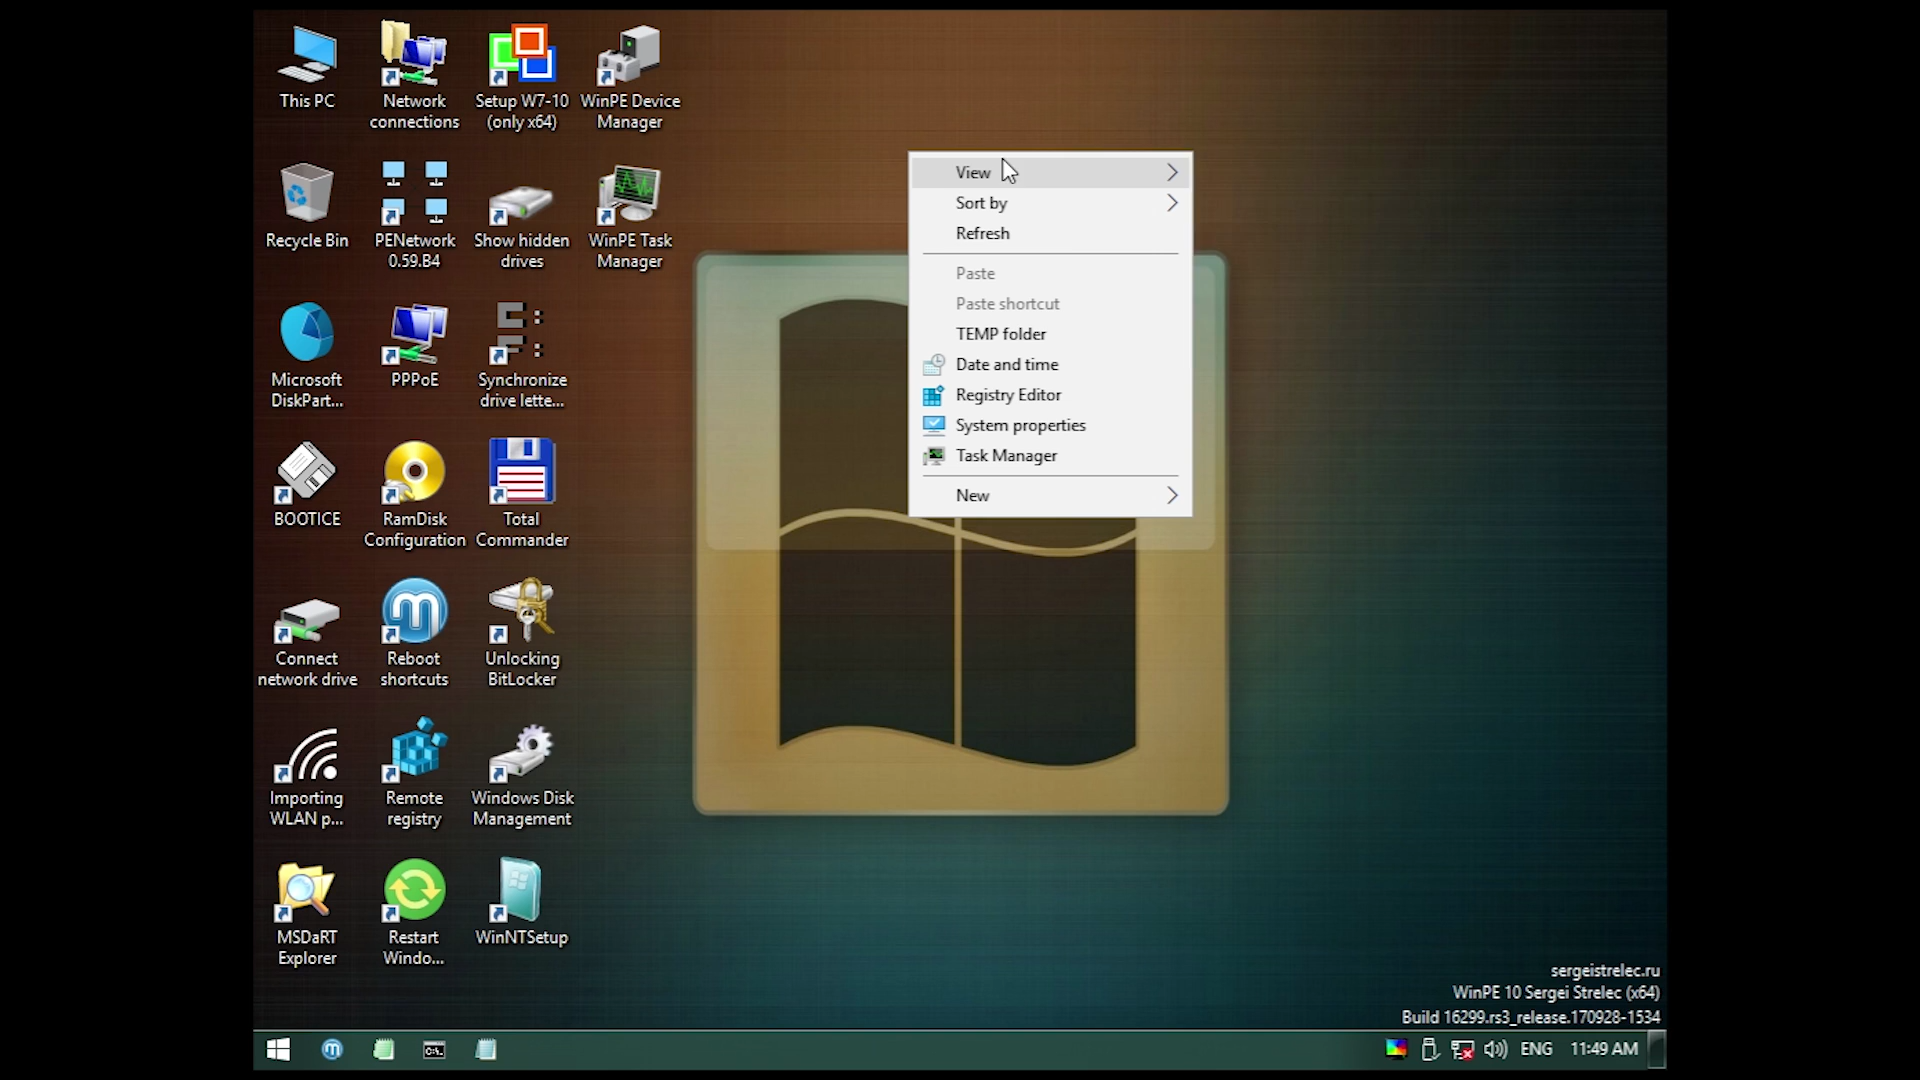 This PC
Network
connections
Setup W7-10
(only x64)
WinPE Device
Manager
Recycle Bin
PENetwork
0.59.B4
Show hidden
drives
WinPE Task
Manager
Microsoft
DiskPart...
PPPoE
Synchronize
drive lette...
BOOTICE
RamDisk
Configuration
Total
Commander
Connect
network drive
Reboot
shortcuts
Unlocking
BitLocker
Importing
WLAN p...
Remote
registry
Windows Disk
Management
MSDaRT
Explorer
Restart
Windo...
WinNTSetup
View
Sort by
Refresh
Paste
Paste shortcut
TEMP folder
Date and time
Registry Editor
System properties
Task Manager
New
sergeistrelec.ru
WinPE 10 Sergei Strelec (x64)
Build 16299.rs3_release.170928-1534
ENG
11:49 AM